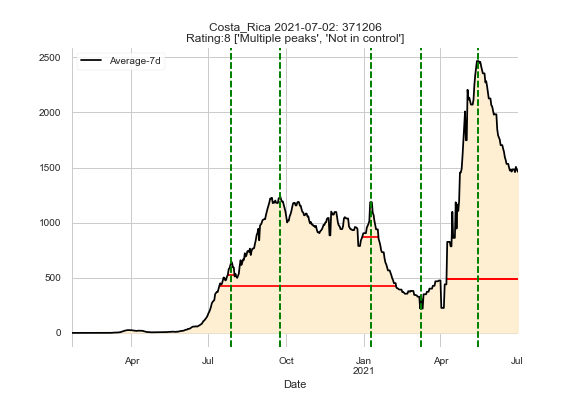 Costa_Rica 2021-07-02: 371206
Rating:8 ['Multiple peaks', 'Not in control']
Average-7d
2500
2000
1500
1000
500
0
Apr Jul Oct Jan Apr Jul
2021
Date